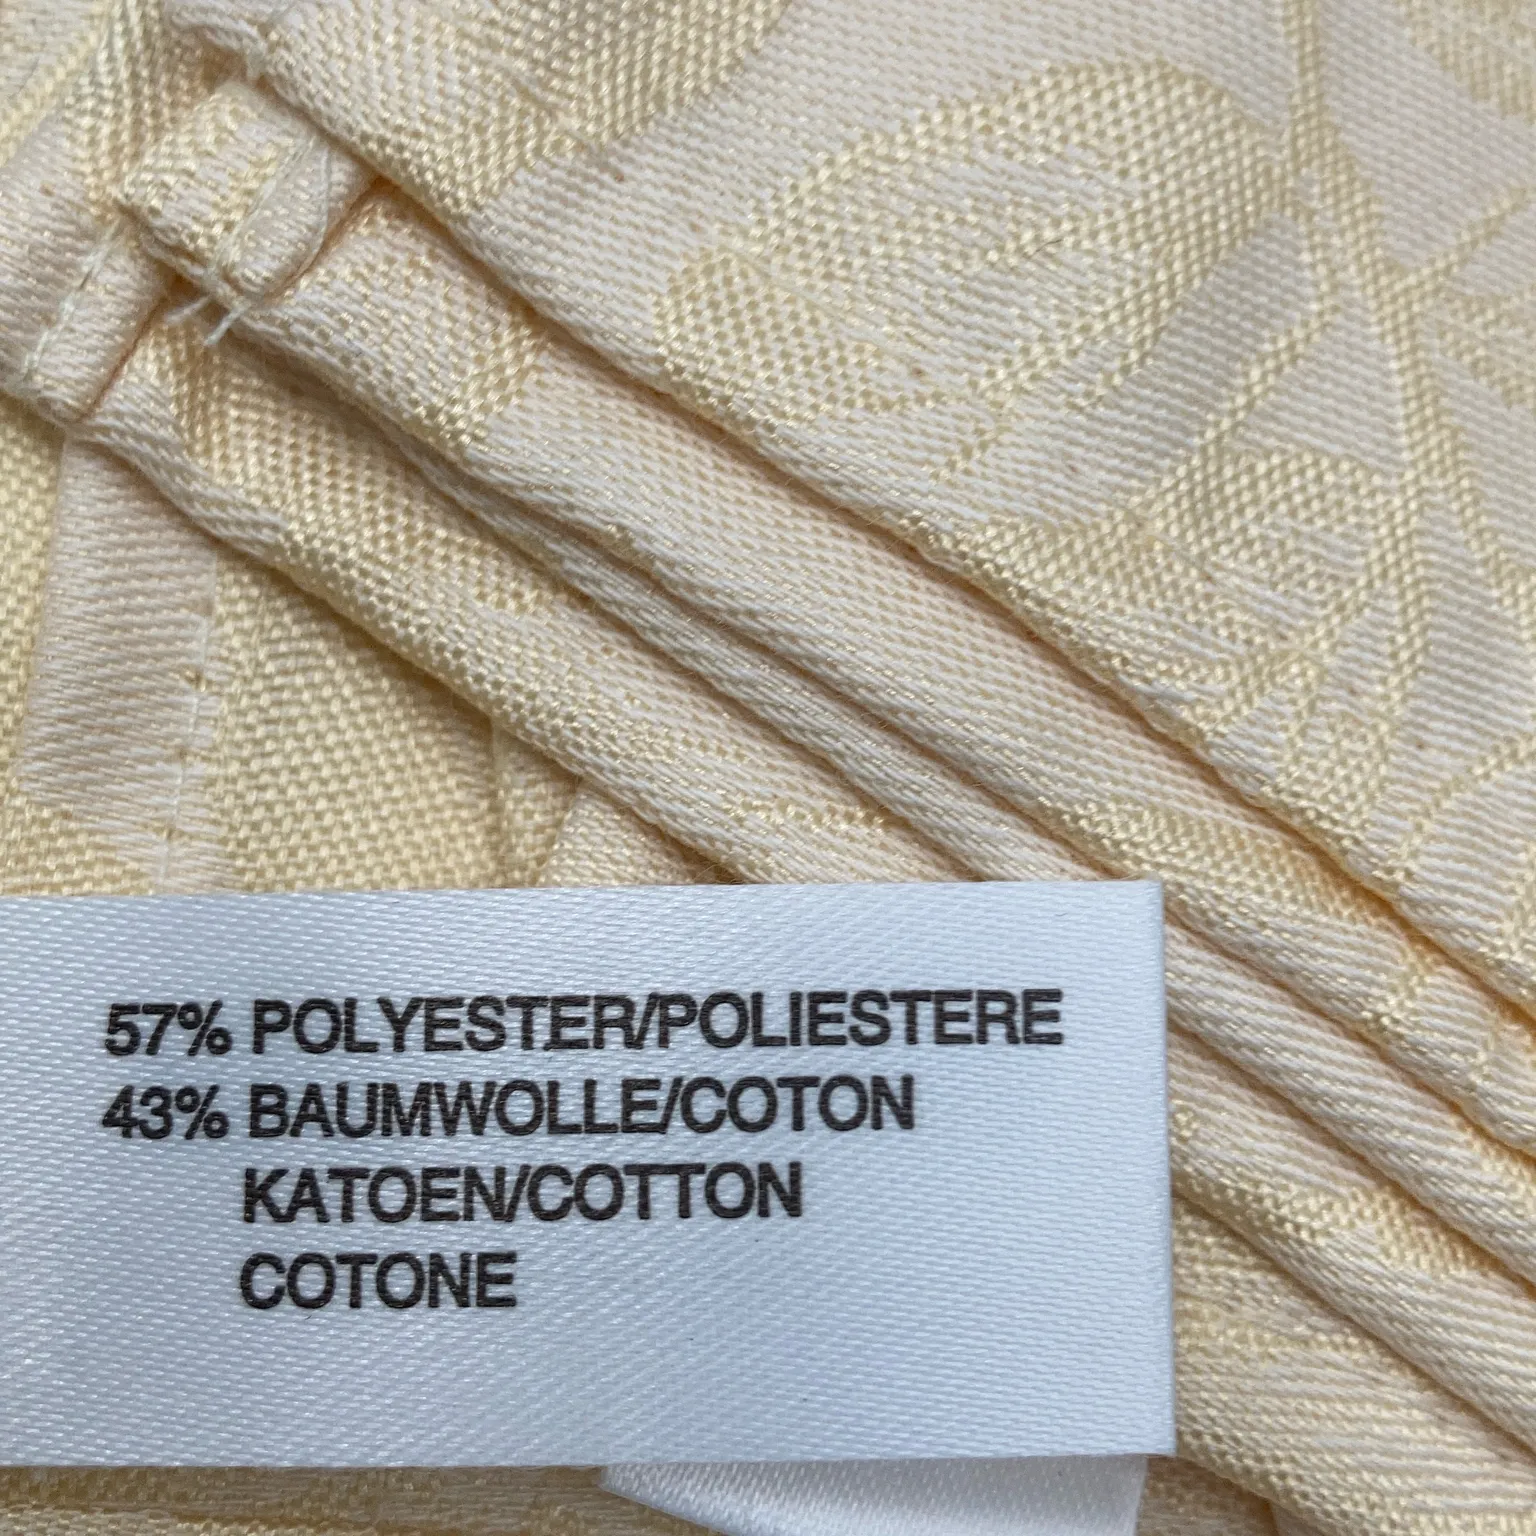 57% POLYESTER/POLIESTERE
43% BAUMWOLLE/COTON
KATOEN/COTTON
COTONE